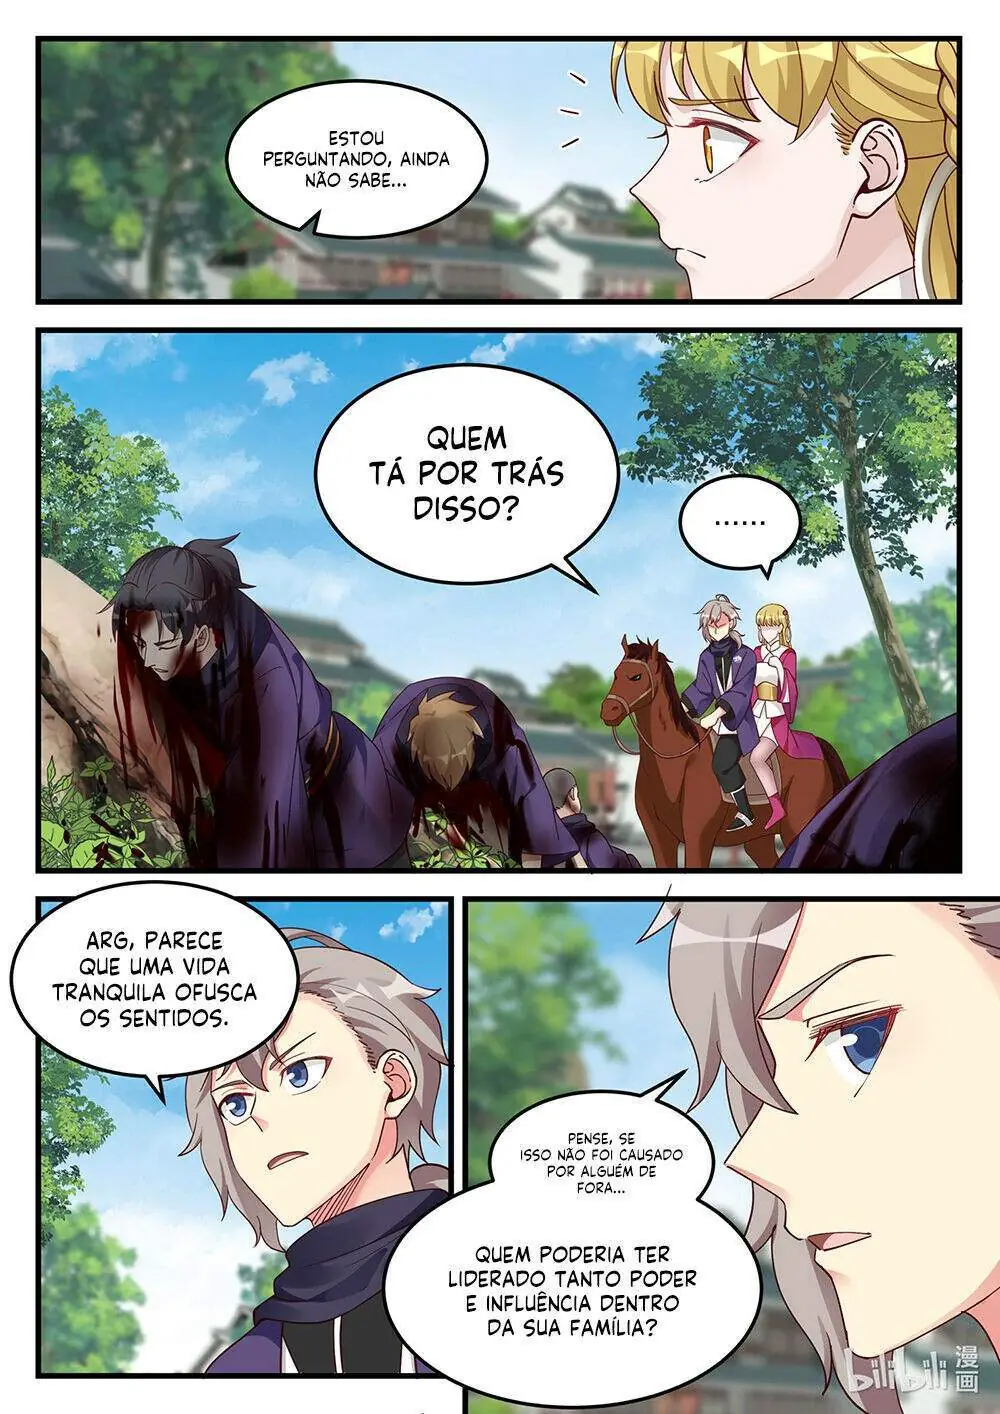 ESTOU
PERGUNTANDO, AINDA
NÃO SABE...
QUEM
TÁ POR TRÁS
DISSO?
......
ARG, PARECE
QUE UMA VIDA
TRANQUILA OFUSCA
OS SENTIDOS.
PENSE, SE
ISSO NÃO FOI CAUSADO
POR ALGUÉM DE
FORA...
QUEM PODERIA TER
LIDERADO TANTO PODER
E INFLUÊNCIA DENTRO
DA SUA FAMÍLIA?
bilibili 漫画